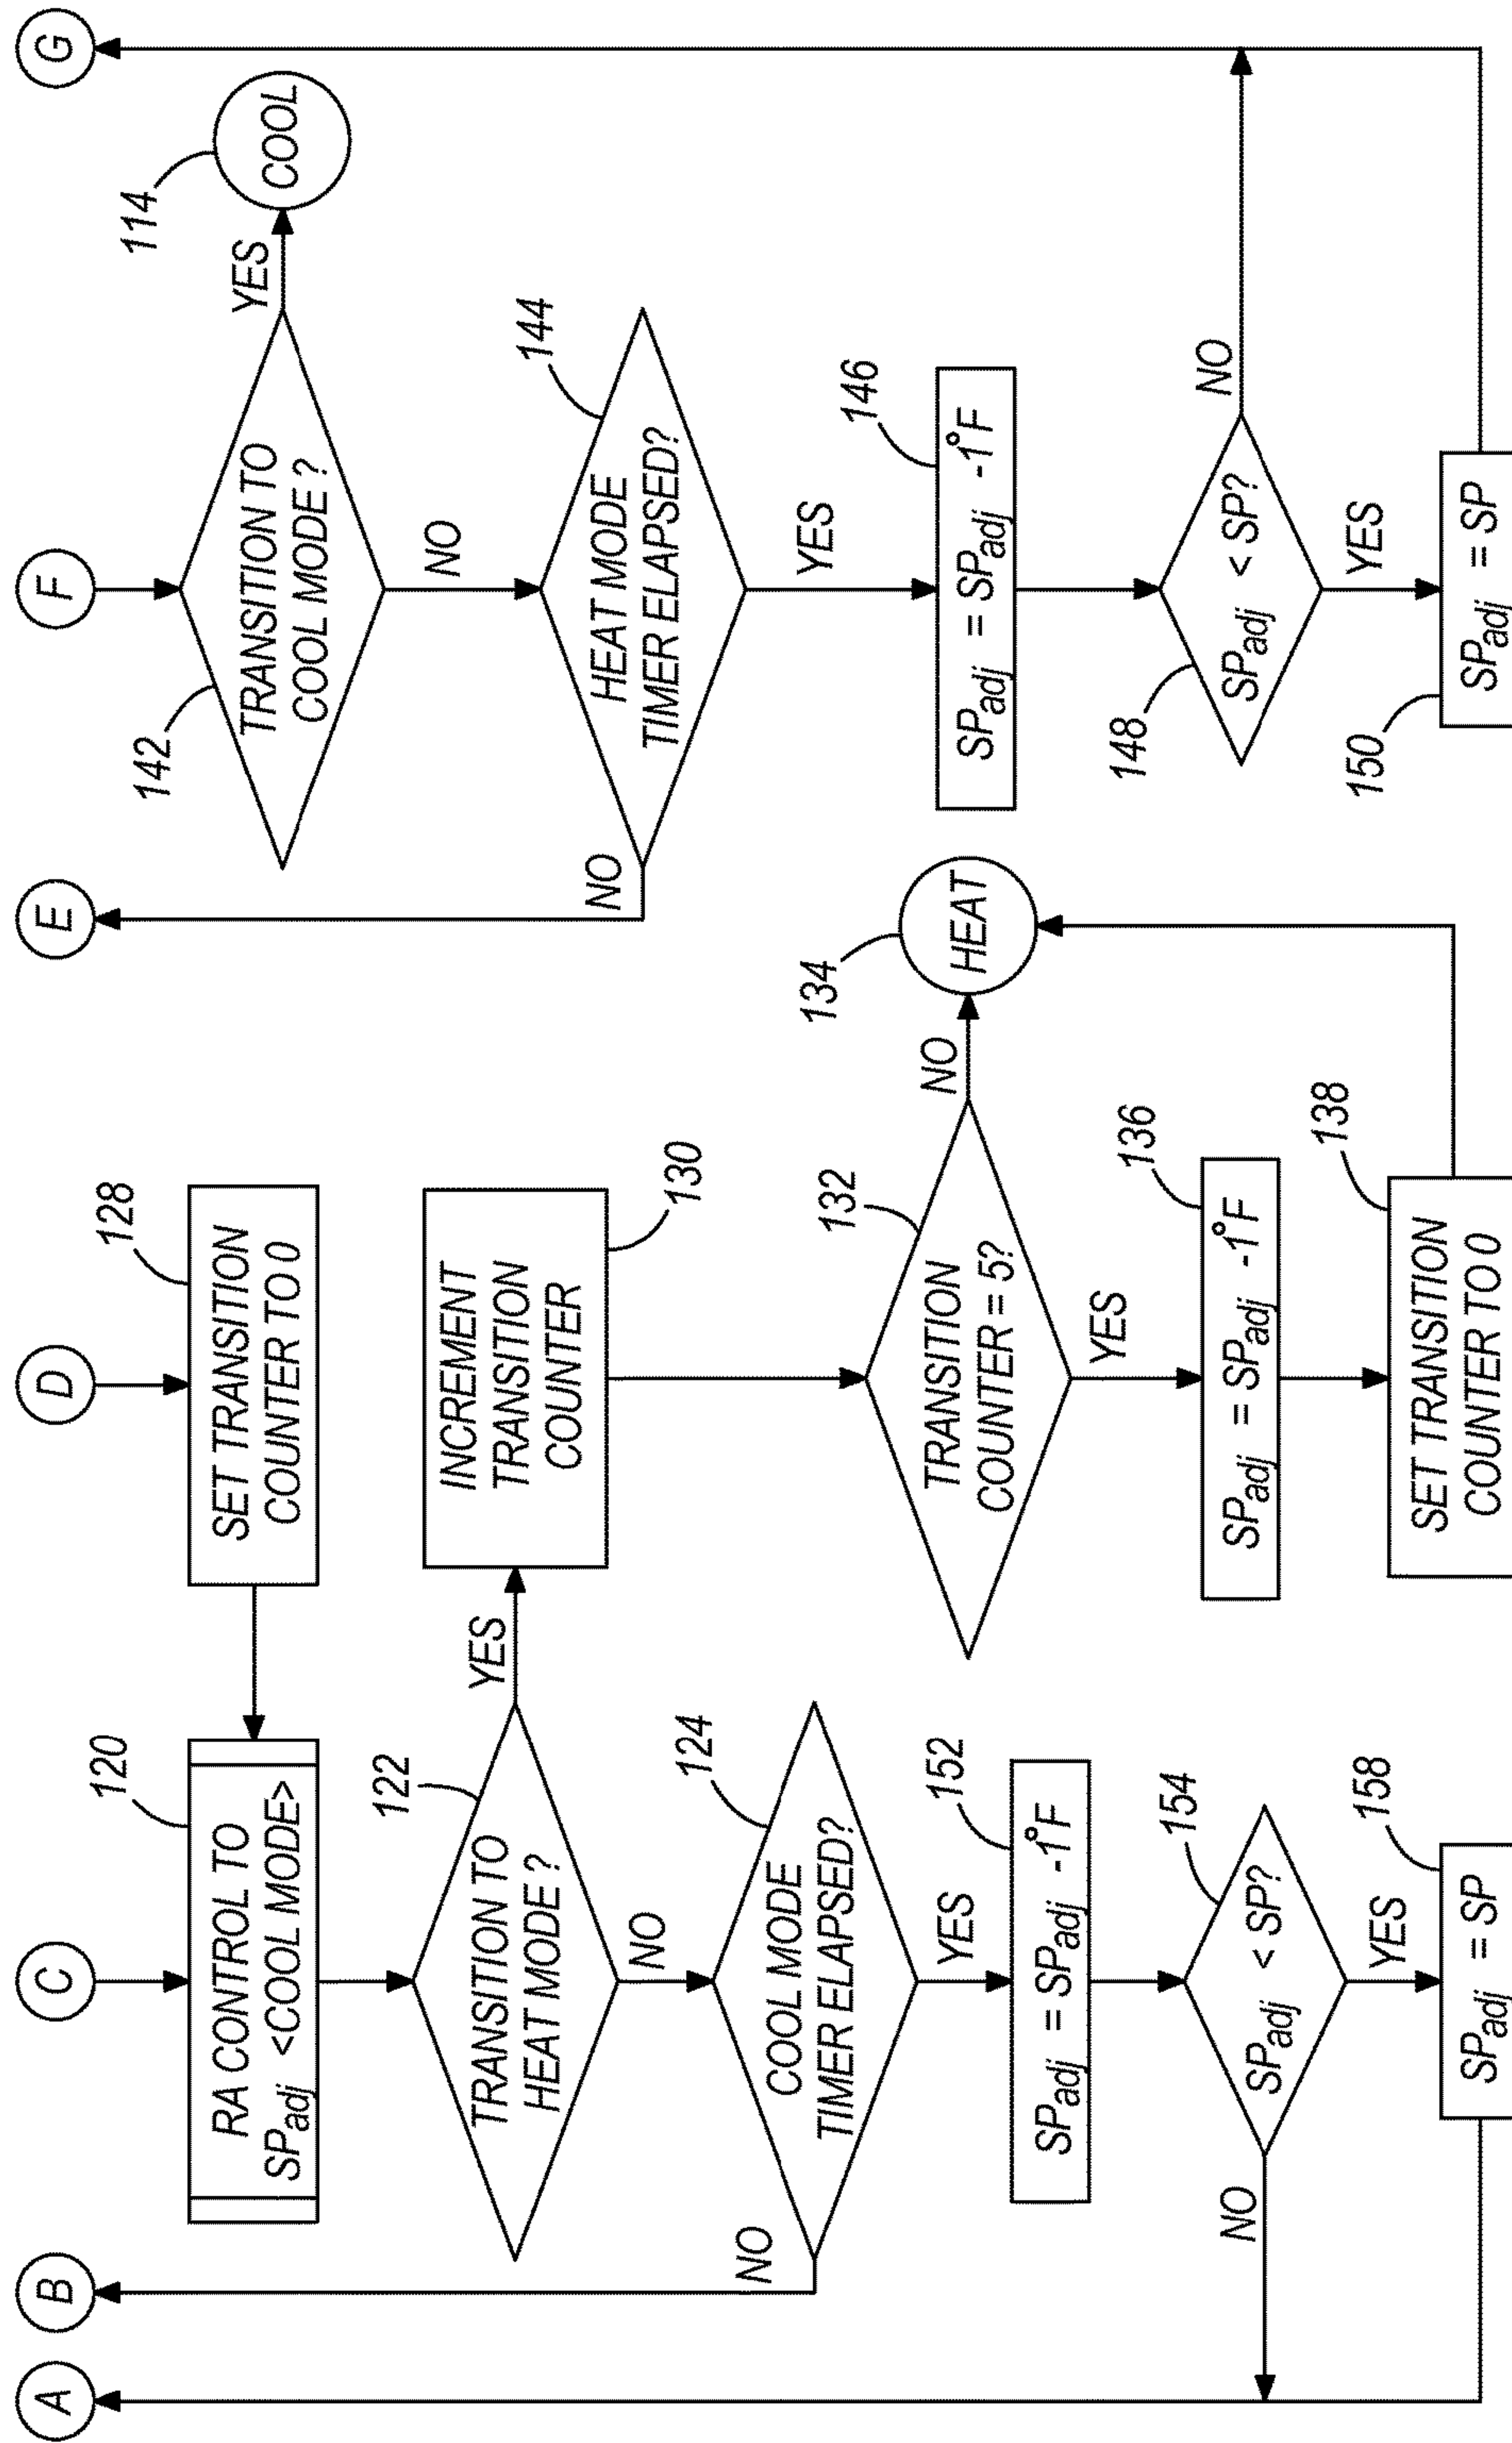 A
B
C
D
E
F
G
120
RA CONTROL TO
SPadj <COOL MODE>
128
SET TRANSITION
COUNTER TO 0
142
TRANSITION TO
COOL MODE ?
YES
114
COOL
NO
122
TRANSITION TO
HEAT MODE ?
YES
INCREMENT
TRANSITION
COUNTER
130
NO
144
HEAT MODE
TIMER ELAPSED?
NO
YES
124
COOL MODE
TIMER ELAPSED?
NO
YES
132
TRANSITION
COUNTER = 5?
NO
134
HEAT
YES
146
SPadj = SPadj -1°F
152
SPadj = SPadj -1°F
136
SPadj = SPadj -1°F
148
SPadj < SP?
NO
YES
154
SPadj < SP?
NO
YES
138
SET TRANSITION
COUNTER TO 0
158
SPadj = SP
150
SPadj = SP